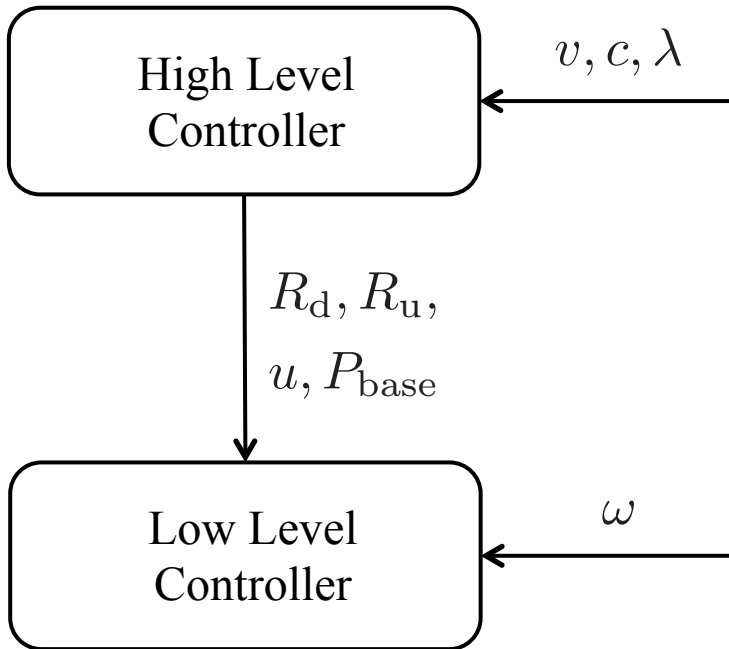 High Level
Controller
v, c, λ
R_d, R_u,
u, P_base
Low Level
Controller
ω